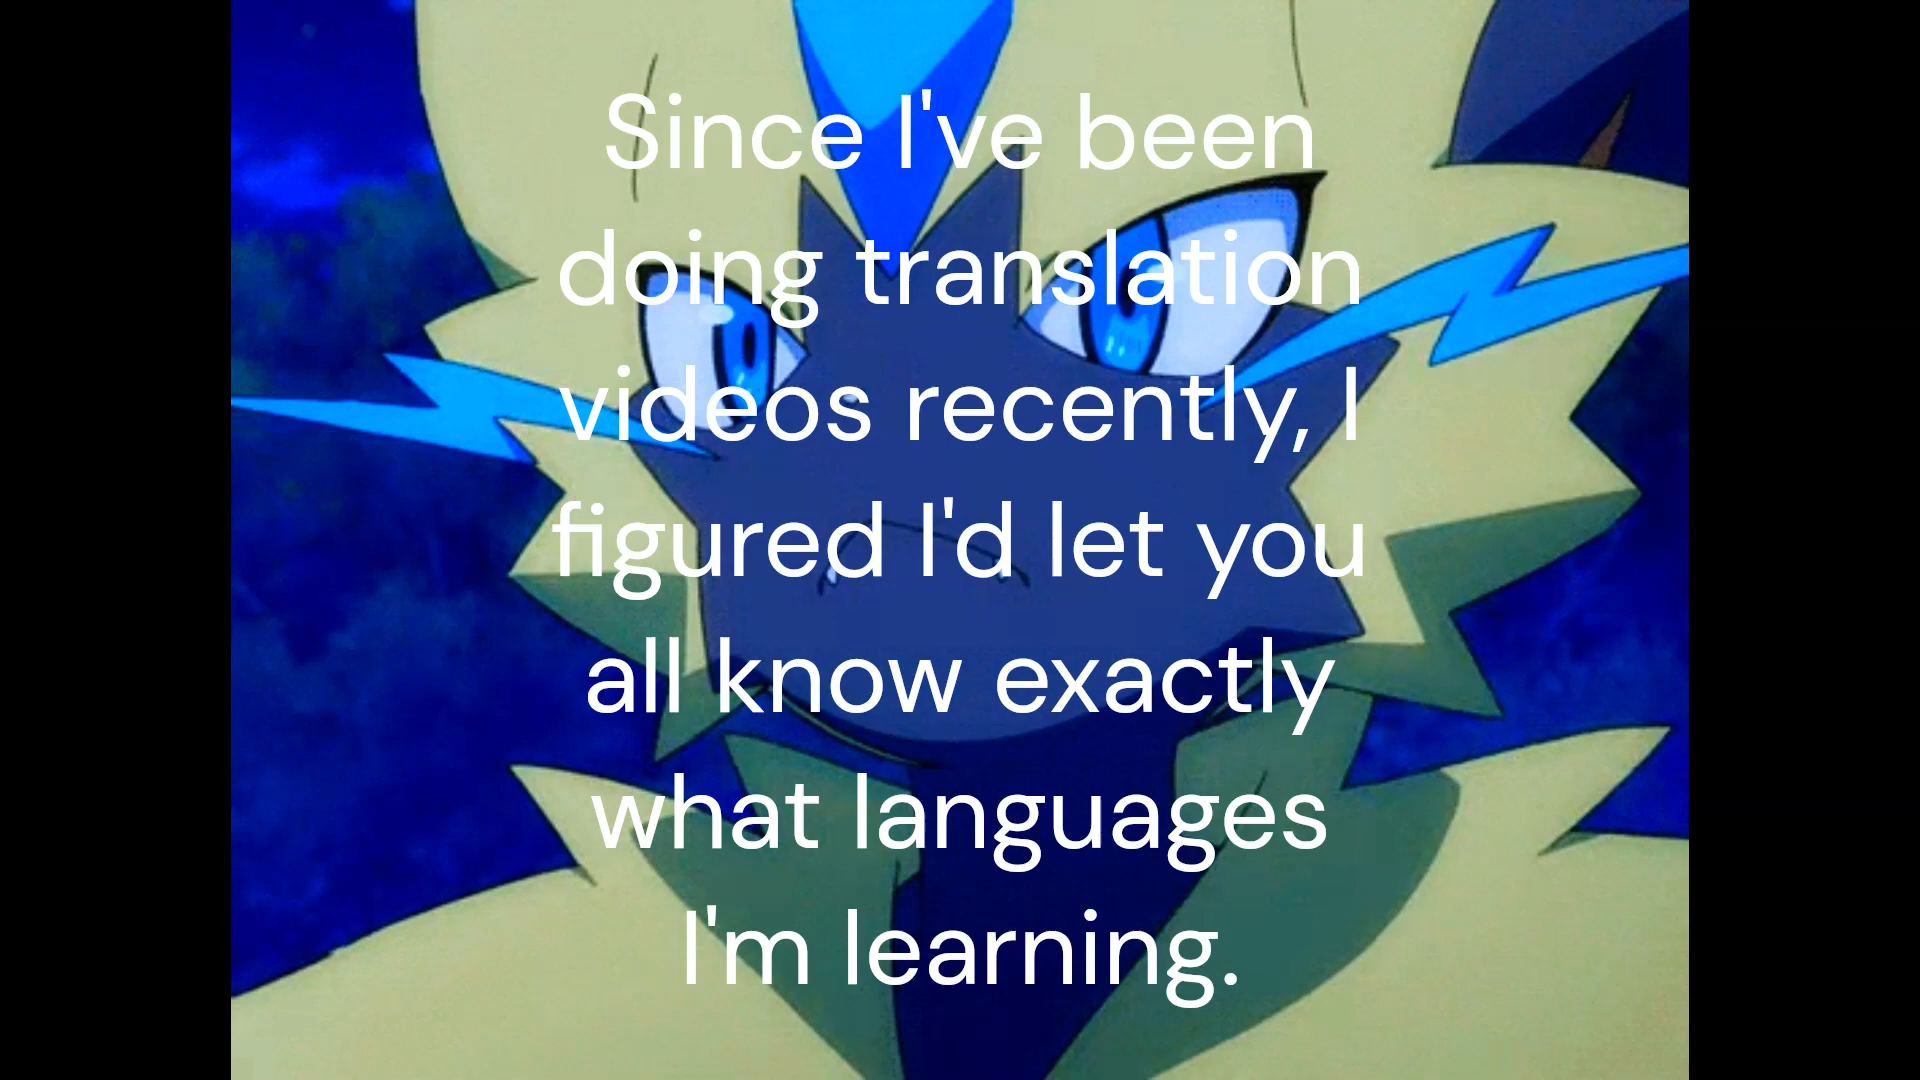 Since I've been
doing translation
videos recently, I
figured I'd let you
all know exactly
what languages
I'm learning.